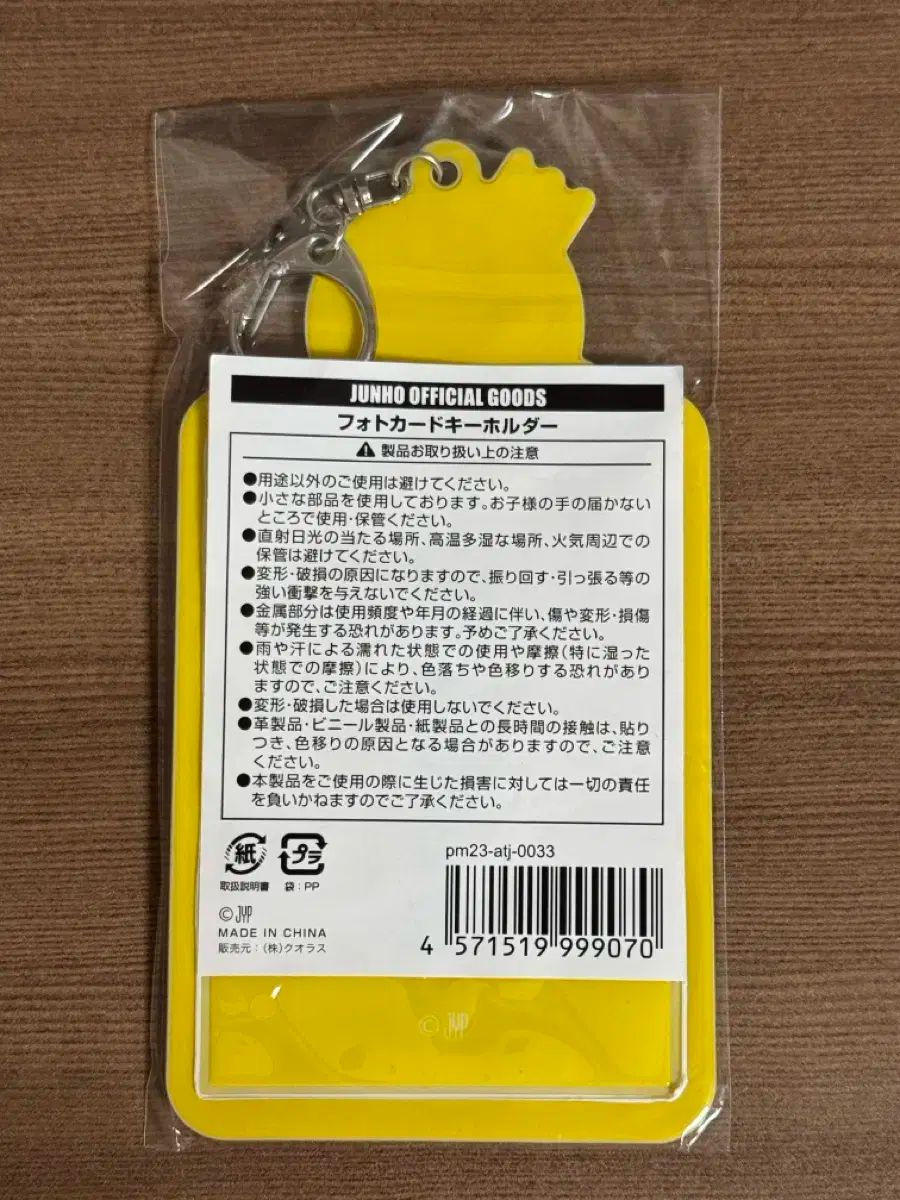 JUNHO OFFICIAL GOODS
フォトカードキーホルダー
製品お取り扱い上の注意
●用途以外のご使用は避けてください。
●小さな部品を使用しております。お子様の手の届かない
ところで使用・保管ください。
●直射日光の当たる場所、高温多湿な場所、火気周辺での
保管は避けてください。
●変形・破損の原因になりますので、振り回す・引っ張る等の
強い衝撃を与えないでください。
●金属部分は使用頻度や年月の経過に伴い、傷や変形・損傷
等が発生する恐れがあります。予めご了承ください。
●雨や汗による濡れた状態での使用や摩擦(特に湿った
状態での摩擦)により、色落ちや色移りする恐れがあり
ますので、ご注意ください。
●変形・破損した場合は使用しないでください。
●革製品・ビニール製品・紙製品との長時間の接触は、貼り
つき、色移りの原因となる場合がありますので、ご注意
ください。
●本製品をご使用の際に生じた損害に対しては一切の責任
を負いかねますのでご了承ください。
紙 プラ
取扱説明書 袋:PP
pm23-atj-0033
© JYP
MADE IN CHINA
販売元:(株)クオラス
4 571519 999070
© JYP